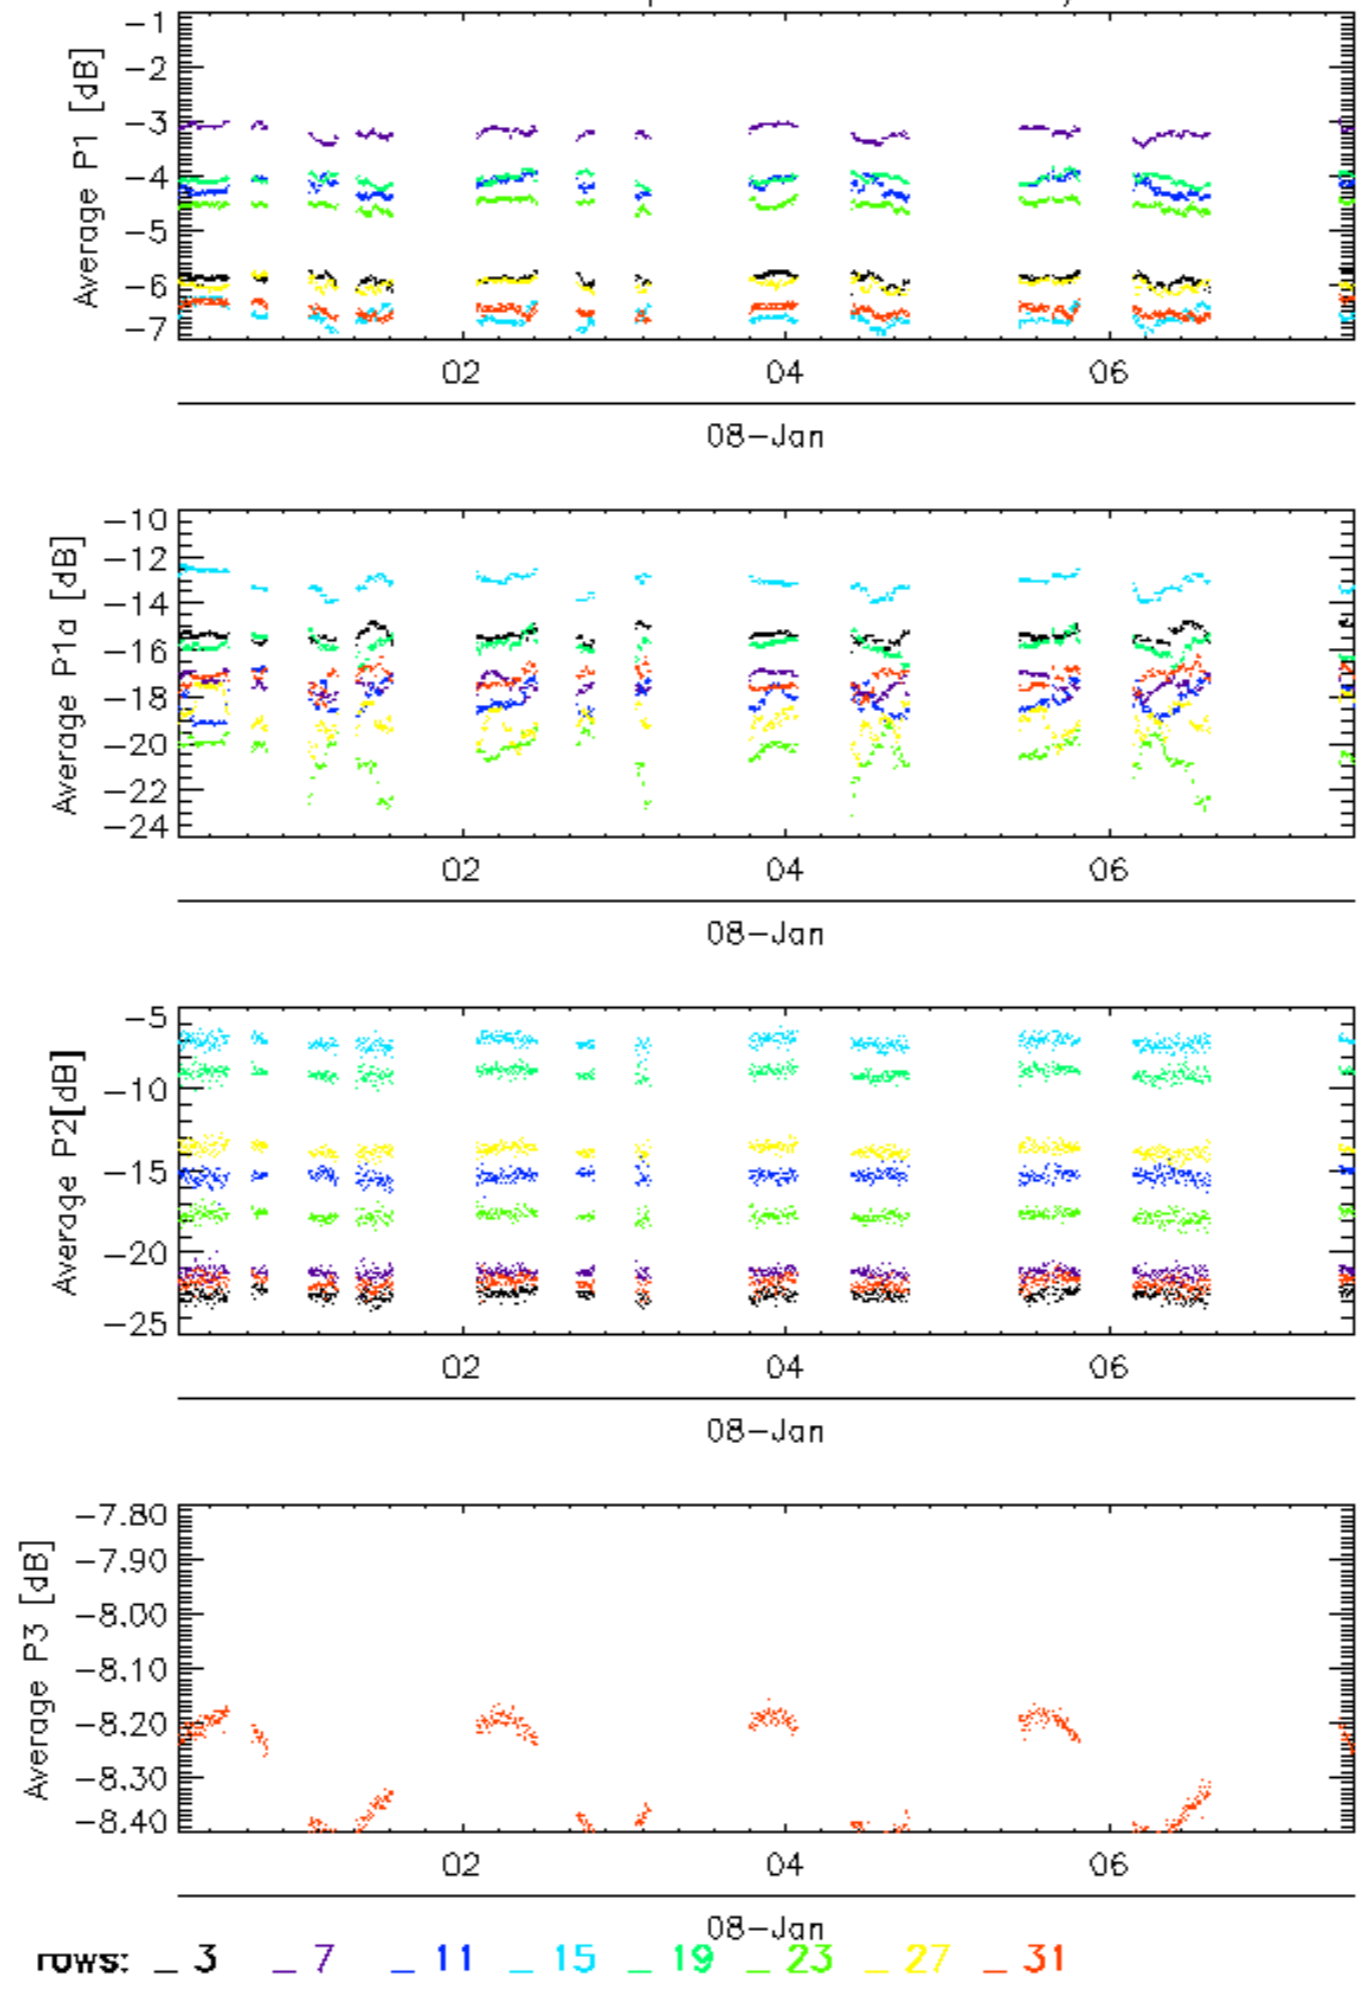 -1
-2
-3
-4
-5
-6
-7
Average P1 [dB]
02 04 06
08-Jan
-10
-12
-14
-16
-18
-20
-22
-24
Average P1a [dB]
02 04 06
08-Jan
-5
-10
-15
-20
-25
Average P2[dB]
02 04 06
08-Jan
-7.80
-7.90
-8.00
-8.10
-8.20
-8.30
-8.40
Average P3 [dB]
02 04 06
08-Jan
rows: _ 3 _ 7 _ 11 _ 15 _ 19 _ 23 _ 27 _ 31